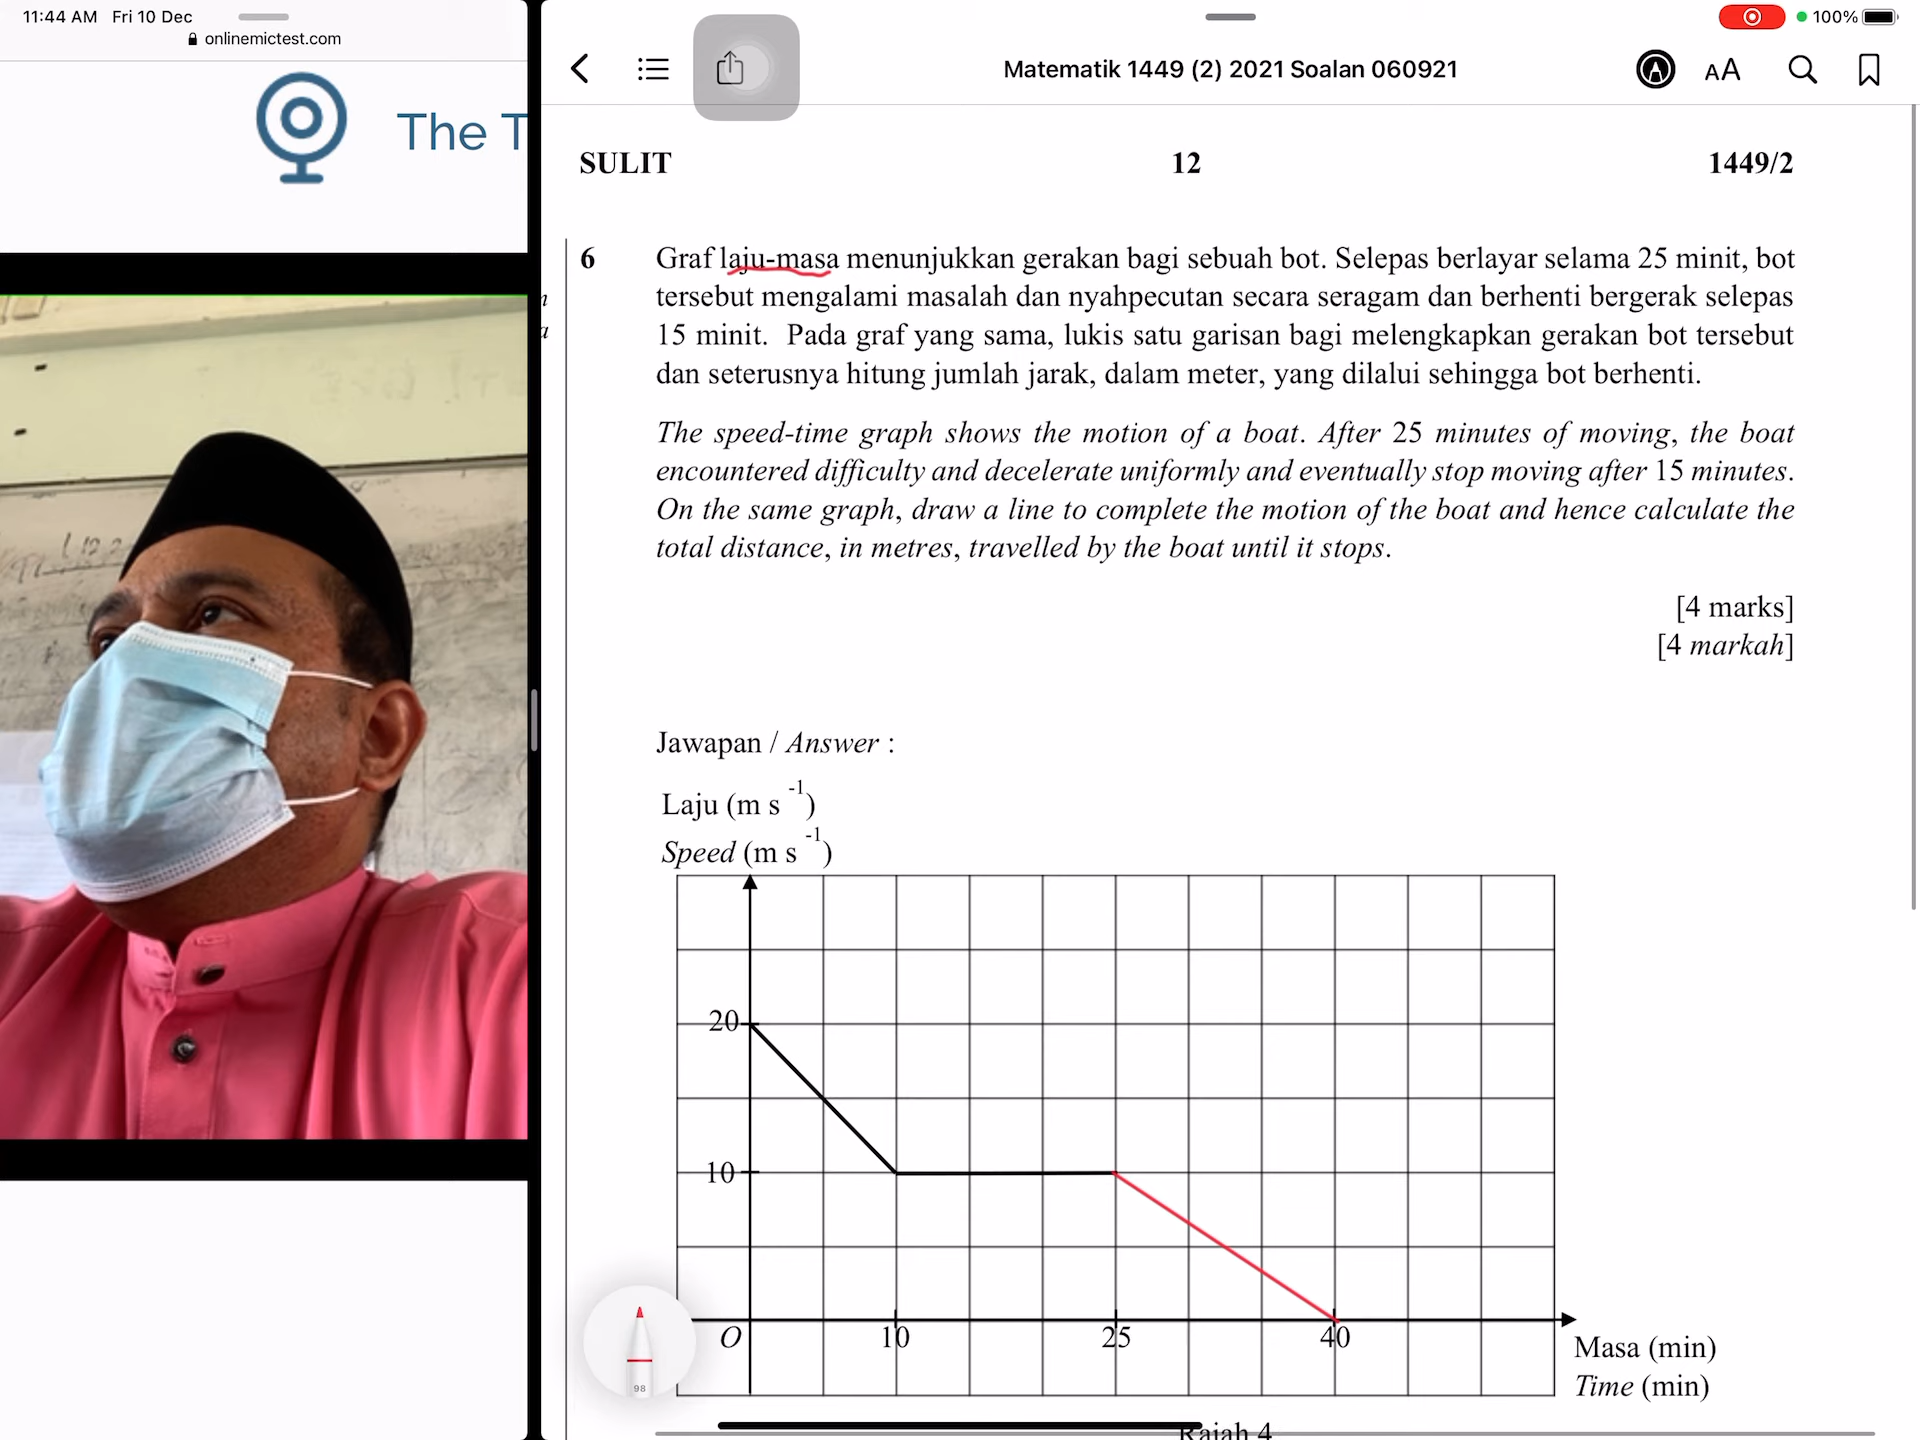 11:44 AM Fri 10 Dec
onlinemictest.com
The T
100%
Matematik 1449 (2) 2021 Soalan 060921
AA
SULIT 12 1449/2
6 Graf laju-masa menunjukkan gerakan bagi sebuah bot. Selepas berlayar selama 25 minit, bot
tersebut mengalami masalah dan nyahpecutan secara seragam dan berhenti bergerak selepas
15 minit. Pada graf yang sama, lukis satu garisan bagi melengkapkan gerakan bot tersebut
dan seterusnya hitung jumlah jarak, dalam meter, yang dilalui sehingga bot berhenti.
The speed-time graph shows the motion of a boat. After 25 minutes of moving, the boat
encountered difficulty and decelerate uniformly and eventually stop moving after 15 minutes.
On the same graph, draw a line to complete the motion of the boat and hence calculate the
total distance, in metres, travelled by the boat until it stops.
[4 marks]
[4 markah]
Jawapan / Answer :
Laju (m s⁻¹)
Speed (m s⁻¹)
20
10
O 10 25 40
Masa (min)
Time (min)
98
Rajah 4